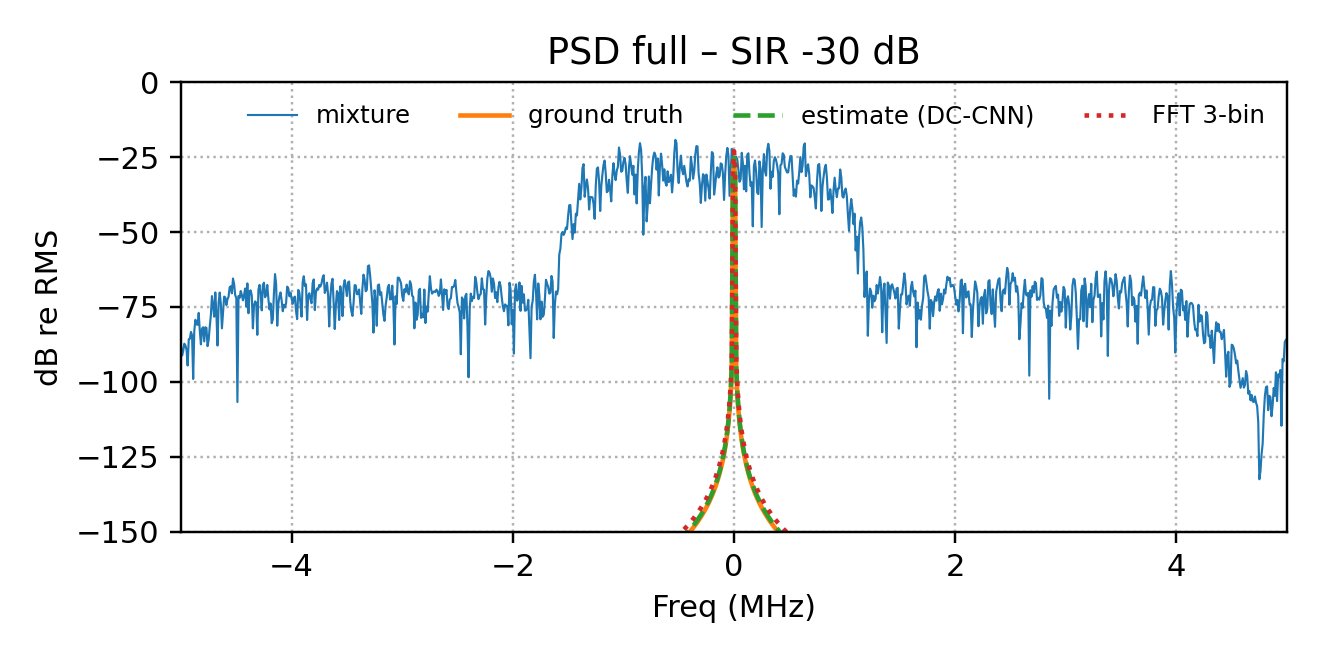 PSD full – SIR -30 dB
mixture ground truth estimate (DC-CNN) FFT 3-bin
dB re RMS
0
−25
−50
−75
−100
−125
−150
−4 −2 0 2 4
Freq (MHz)